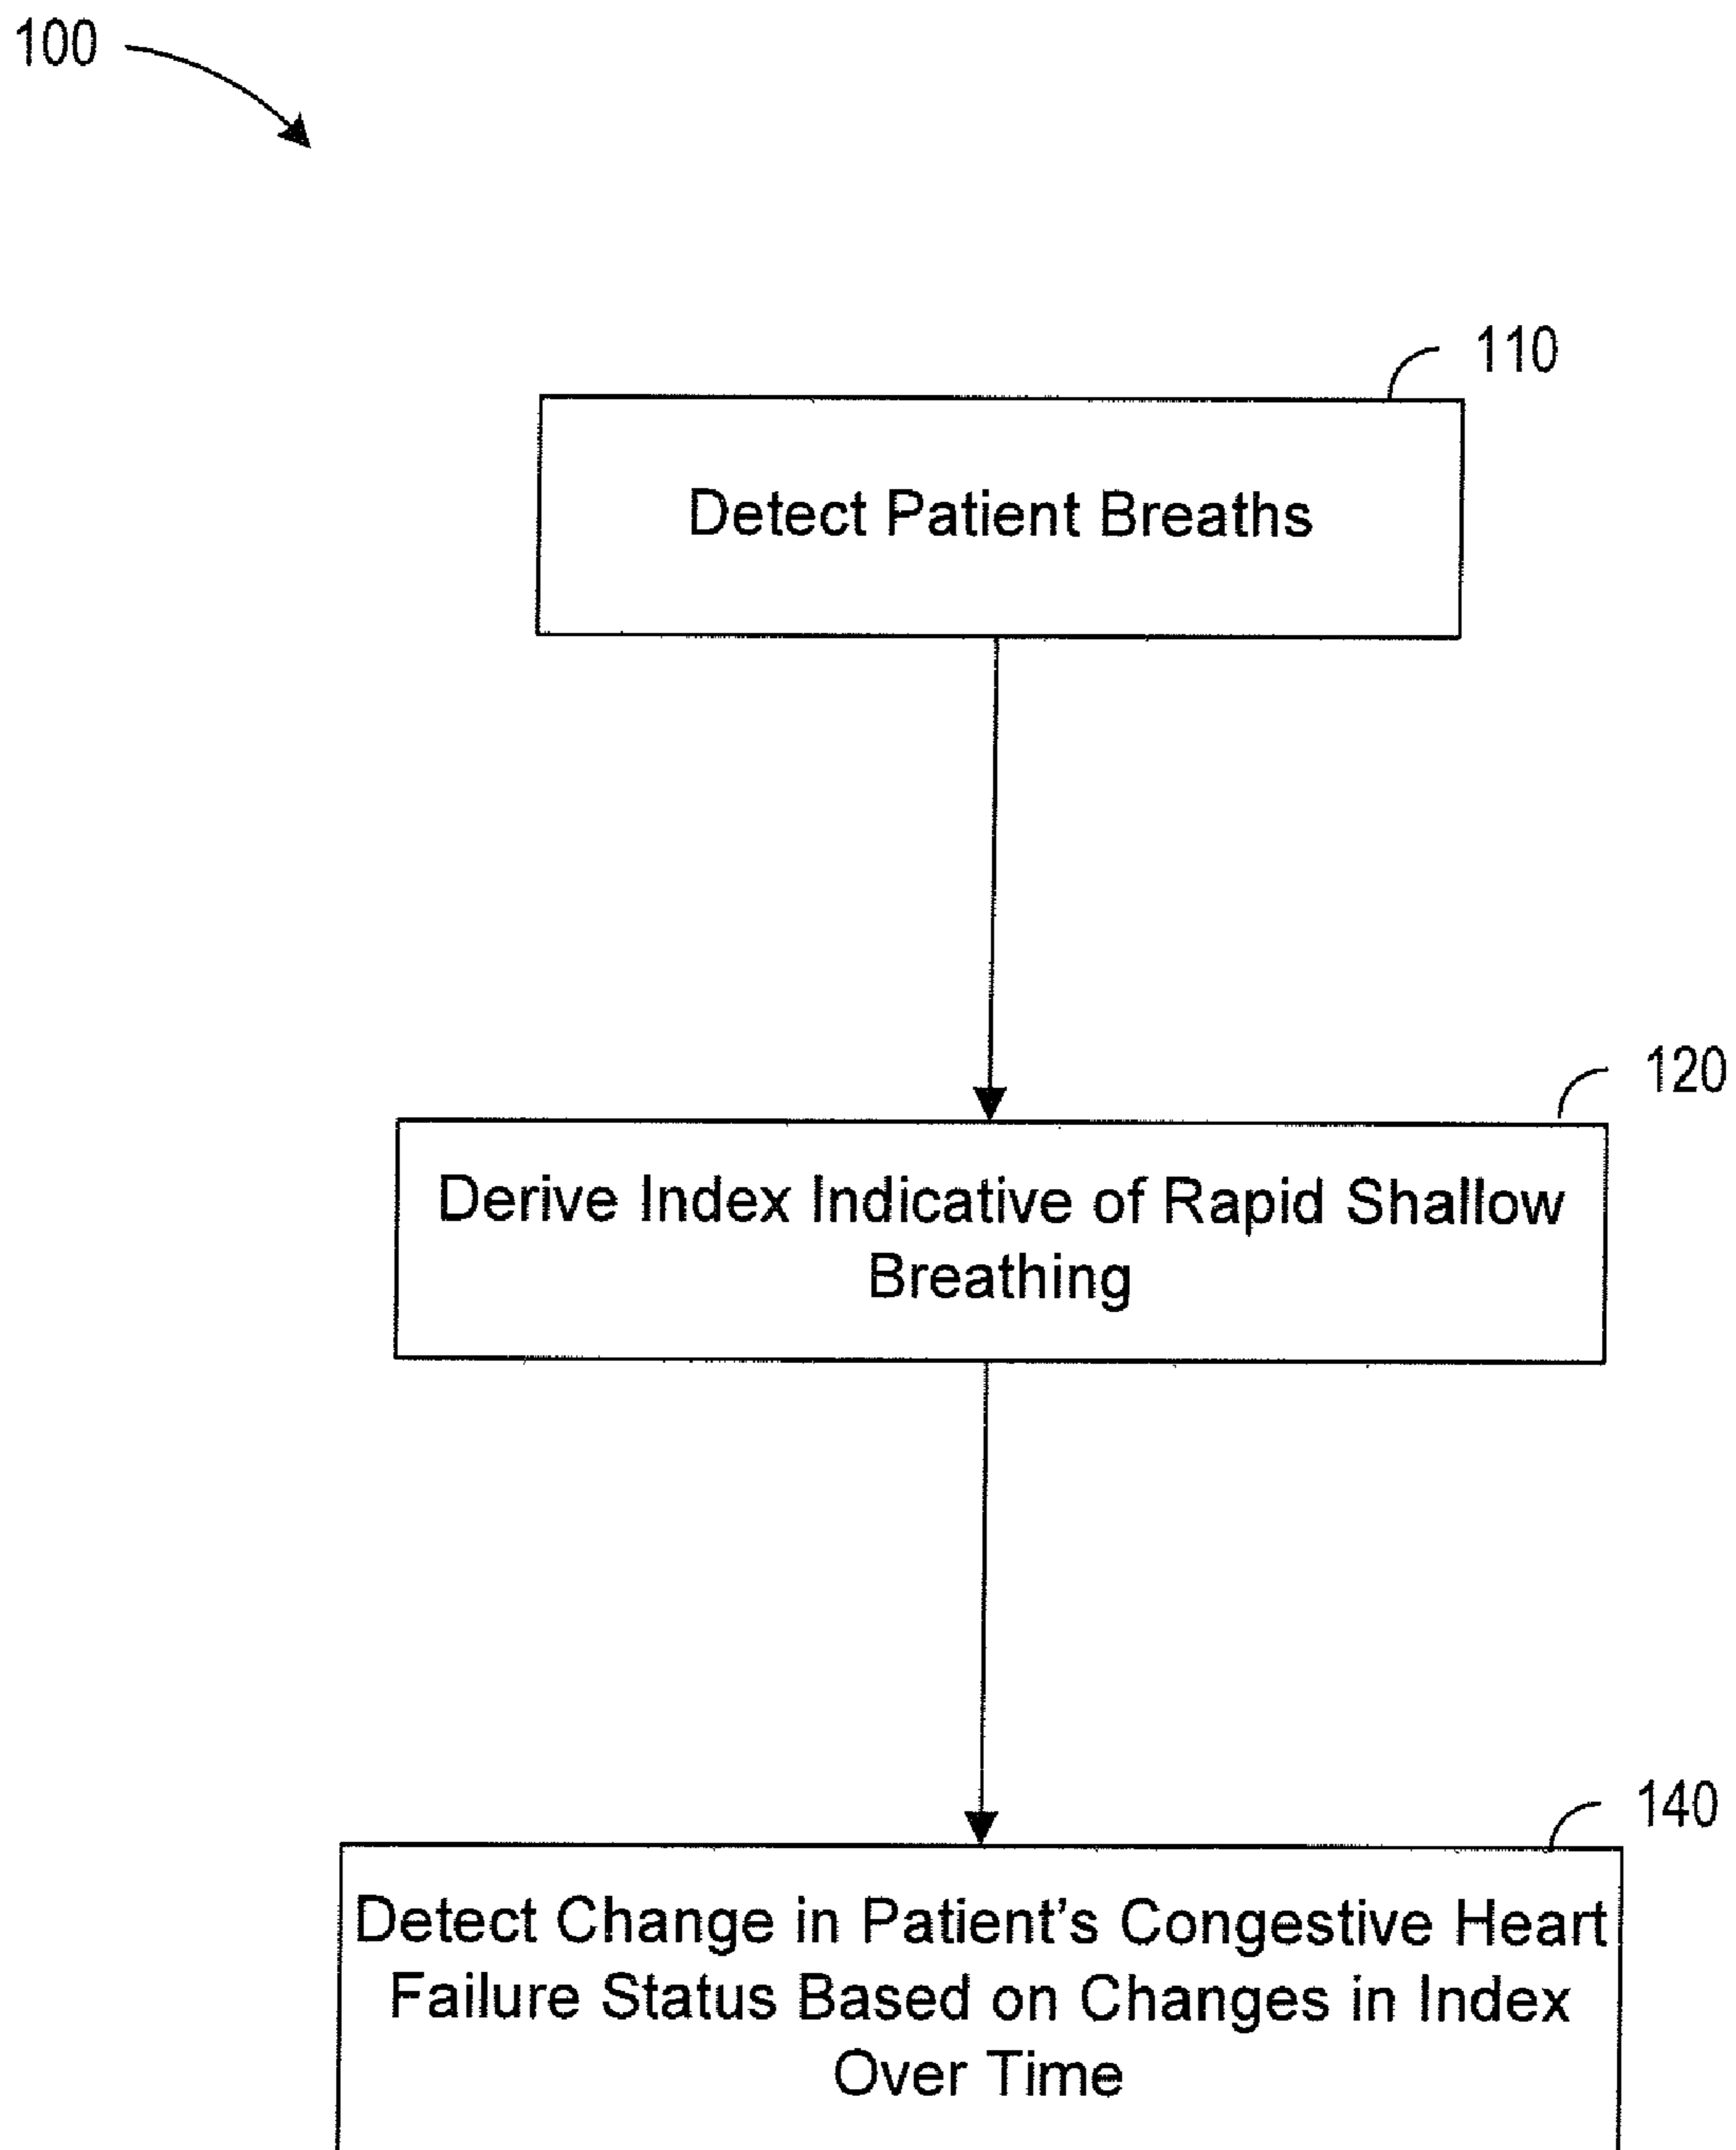 100
110
Detect Patient Breaths
120
Derive Index Indicative of Rapid Shallow
Breathing
140
Detect Change in Patient's Congestive Heart
Failure Status Based on Changes in Index
Over Time